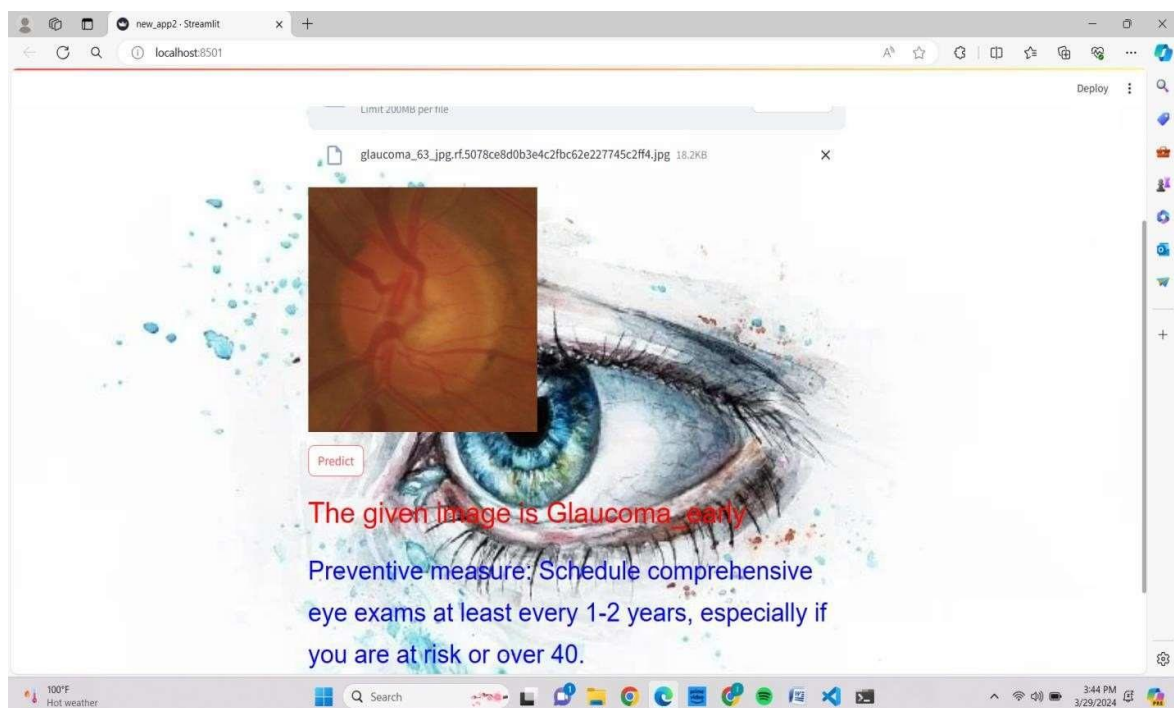 new_app2 · Streamlit
localhost:8501
Deploy
Limit 200MB per file
glaucoma_63_jpg.rf.5078ce8d0b3e4c2fbc62e227745c2ff4.jpg 18.2KB
Predict
The given image is Glaucoma_early
Preventive measure: Schedule comprehensive
eye exams at least every 1-2 years, especially if
you are at risk or over 40.
100°F
Hot weather
Search
3:44 PM
3/29/2024